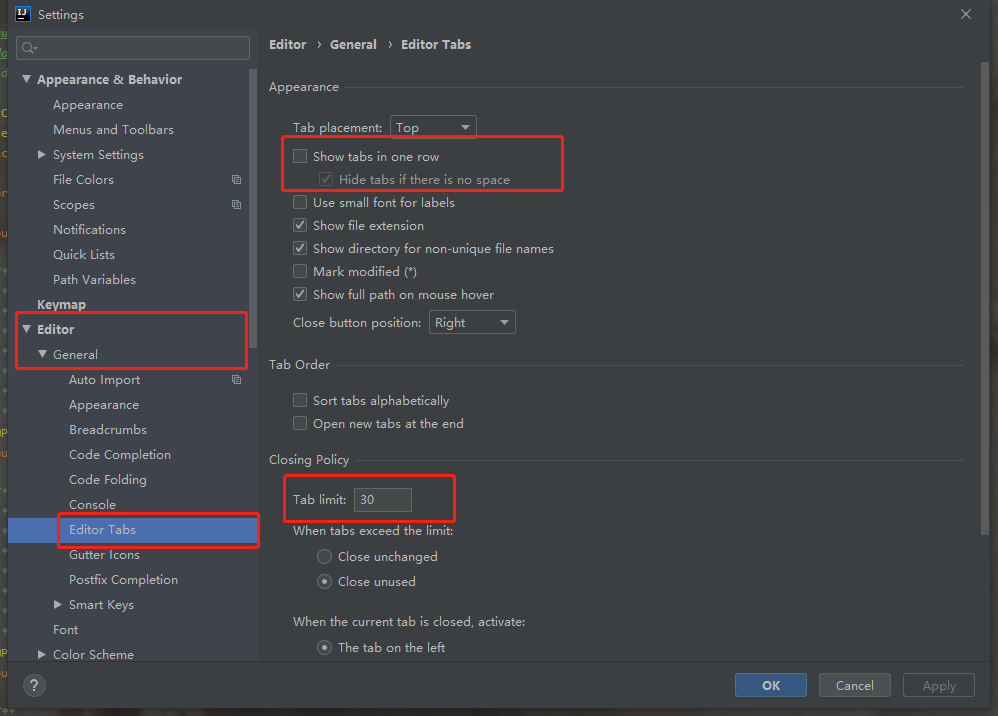 Settings
Appearance & Behavior
Appearance
Menus and Toolbars
System Settings
File Colors
Scopes
Notifications
Quick Lists
Path Variables
Keymap
Editor
General
Auto Import
Appearance
Breadcrumbs
Code Completion
Code Folding
Console
Editor Tabs
Gutter Icons
Postfix Completion
Smart Keys
Font
Color Scheme
Editor › General › Editor Tabs
Appearance
Tab placement: Top
Show tabs in one row
Hide tabs if there is no space
Use small font for labels
Show file extension
Show directory for non-unique file names
Mark modified (*)
Show full path on mouse hover
Close button position: Right
Tab Order
Sort tabs alphabetically
Open new tabs at the end
Closing Policy
Tab limit: 30
When tabs exceed the limit:
Close unchanged
Close unused
When the current tab is closed, activate:
The tab on the left
?
OK
Cancel
Apply